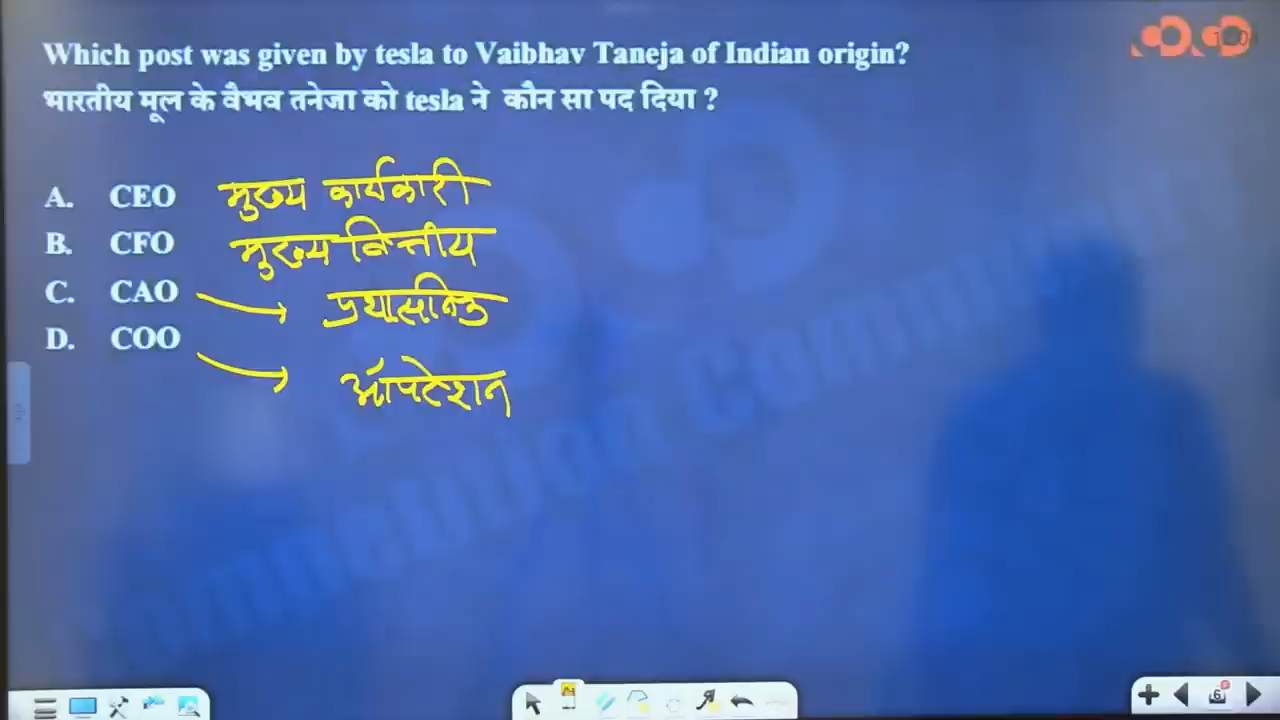 Which post was given by tesla to Vaibhav Taneja of Indian origin?
भारतीय मूल के वैभव तनेजा को tesla ने कौन सा पद दिया ?
A. CEO मुख्य कार्यकारी
B. CFO मुख्य वित्तीय
C. CAO → प्रशासनिक
D. COO → ऑपरेशन
6